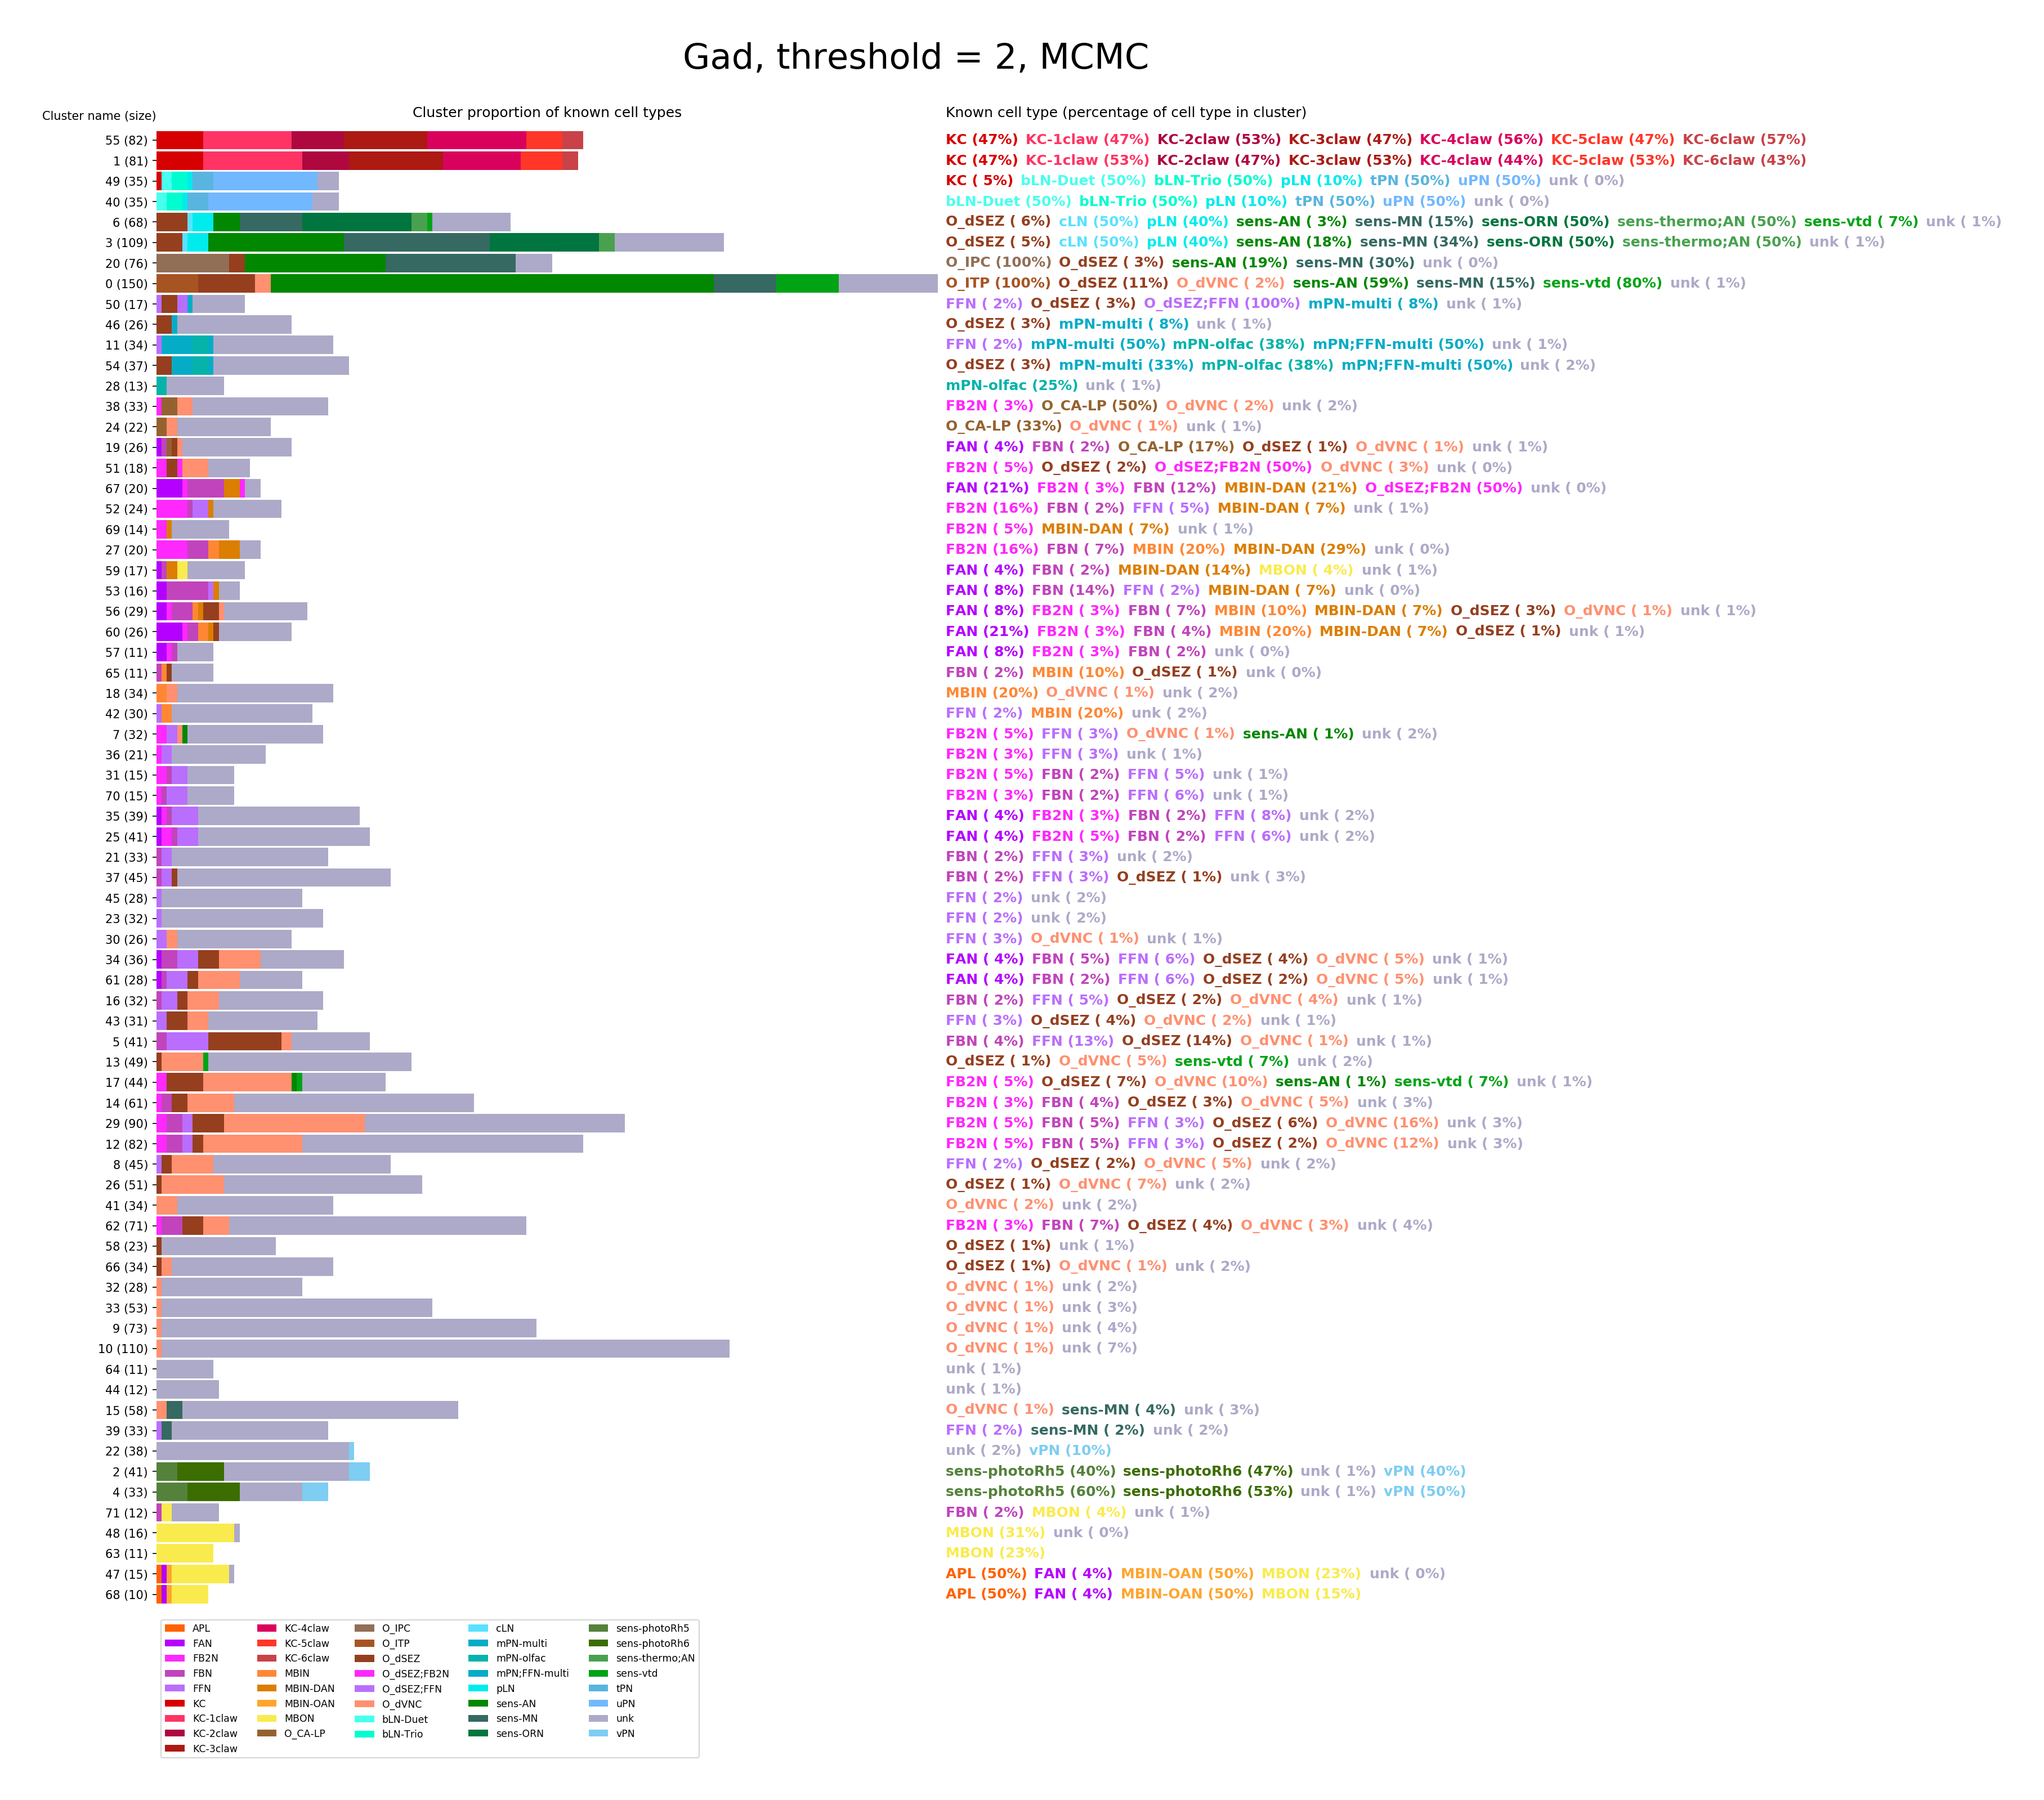 Gad, threshold = 2, MCMC
Cluster name (size) Cluster proportion of known cell types Known cell type (percentage of cell type in cluster)
55 (82) KC (47%) KC-1claw (47%) KC-2claw (53%) KC-3claw (47%) KC-4claw (56%) KC-5claw (47%) KC-6claw (57%)
1 (81) KC (47%) KC-1claw (53%) KC-2claw (47%) KC-3claw (53%) KC-4claw (44%) KC-5claw (53%) KC-6claw (43%)
49 (35) KC ( 5%) bLN-Duet (50%) bLN-Trio (50%) pLN (10%) tPN (50%) uPN (50%) unk ( 0%)
40 (35) bLN-Duet (50%) bLN-Trio (50%) pLN (10%) tPN (50%) uPN (50%) unk ( 0%)
6 (68) O_dSEZ ( 6%) cLN (50%) pLN (40%) sens-AN ( 3%) sens-MN (15%) sens-ORN (50%) sens-thermo;AN (50%) sens-vtd ( 7%) unk ( 1%)
3 (109) O_dSEZ ( 5%) cLN (50%) pLN (40%) sens-AN (18%) sens-MN (34%) sens-ORN (50%) sens-thermo;AN (50%) unk ( 1%)
20 (76) O_IPC (100%) O_dSEZ ( 3%) sens-AN (19%) sens-MN (30%) unk ( 0%)
0 (150) O_ITP (100%) O_dSEZ (11%) O_dVNC ( 2%) sens-AN (59%) sens-MN (15%) sens-vtd (80%) unk ( 1%)
50 (17) FFN ( 2%) O_dSEZ ( 3%) O_dSEZ;FFN (100%) mPN-multi ( 8%) unk ( 1%)
46 (26) O_dSEZ ( 3%) mPN-multi ( 8%) unk ( 1%)
11 (34) FFN ( 2%) mPN-multi (50%) mPN-olfac (38%) mPN;FFN-multi (50%) unk ( 1%)
54 (37) O_dSEZ ( 3%) mPN-multi (33%) mPN-olfac (38%) mPN;FFN-multi (50%) unk ( 2%)
28 (13) mPN-olfac (25%) unk ( 1%)
38 (33) FB2N ( 3%) O_CA-LP (50%) O_dVNC ( 2%) unk ( 2%)
24 (22) O_CA-LP (33%) O_dVNC ( 1%) unk ( 1%)
19 (26) FAN ( 4%) FBN ( 2%) O_CA-LP (17%) O_dSEZ ( 1%) O_dVNC ( 1%) unk ( 1%)
51 (18) FB2N ( 5%) O_dSEZ ( 2%) O_dSEZ;FB2N (50%) O_dVNC ( 3%) unk ( 0%)
67 (20) FAN (21%) FB2N ( 3%) FBN (12%) MBIN-DAN (21%) O_dSEZ;FB2N (50%) unk ( 0%)
52 (24) FB2N (16%) FBN ( 2%) FFN ( 5%) MBIN-DAN ( 7%) unk ( 1%)
69 (14) FB2N ( 5%) MBIN-DAN ( 7%) unk ( 1%)
27 (20) FB2N (16%) FBN ( 7%) MBIN (20%) MBIN-DAN (29%) unk ( 0%)
59 (17) FAN ( 4%) FBN ( 2%) MBIN-DAN (14%) MBON ( 4%) unk ( 1%)
53 (16) FAN ( 8%) FBN (14%) FFN ( 2%) MBIN-DAN ( 7%) unk ( 0%)
56 (29) FAN ( 8%) FB2N ( 3%) FBN ( 7%) MBIN (10%) MBIN-DAN ( 7%) O_dSEZ ( 3%) O_dVNC ( 1%) unk ( 1%)
60 (26) FAN (21%) FB2N ( 3%) FBN ( 4%) MBIN (20%) MBIN-DAN ( 7%) O_dSEZ ( 1%) unk ( 1%)
57 (11) FAN ( 8%) FB2N ( 3%) FBN ( 2%) unk ( 0%)
65 (11) FBN ( 2%) MBIN (10%) O_dSEZ ( 1%) unk ( 0%)
18 (34) MBIN (20%) O_dVNC ( 1%) unk ( 2%)
42 (30) FFN ( 2%) MBIN (20%) unk ( 2%)
7 (32) FB2N ( 5%) FFN ( 3%) O_dVNC ( 1%) sens-AN ( 1%) unk ( 2%)
36 (21) FB2N ( 3%) FFN ( 3%) unk ( 1%)
31 (15) FB2N ( 5%) FBN ( 2%) FFN ( 5%) unk ( 1%)
70 (15) FB2N ( 3%) FBN ( 2%) FFN ( 6%) unk ( 1%)
35 (39) FAN ( 4%) FB2N ( 3%) FBN ( 2%) FFN ( 8%) unk ( 2%)
25 (41) FAN ( 4%) FB2N ( 5%) FBN ( 2%) FFN ( 6%) unk ( 2%)
21 (33) FBN ( 2%) FFN ( 3%) unk ( 2%)
37 (45) FBN ( 2%) FFN ( 3%) O_dSEZ ( 1%) unk ( 3%)
45 (28) FFN ( 2%) unk ( 2%)
23 (32) FFN ( 2%) unk ( 2%)
30 (26) FFN ( 3%) O_dVNC ( 1%) unk ( 1%)
34 (36) FAN ( 4%) FBN ( 5%) FFN ( 6%) O_dSEZ ( 4%) O_dVNC ( 5%) unk ( 1%)
61 (28) FAN ( 4%) FBN ( 2%) FFN ( 6%) O_dSEZ ( 2%) O_dVNC ( 5%) unk ( 1%)
16 (32) FBN ( 2%) FFN ( 5%) O_dSEZ ( 2%) O_dVNC ( 4%) unk ( 1%)
43 (31) FFN ( 3%) O_dSEZ ( 4%) O_dVNC ( 2%) unk ( 1%)
5 (41) FBN ( 4%) FFN (13%) O_dSEZ (14%) O_dVNC ( 1%) unk ( 1%)
13 (49) O_dSEZ ( 1%) O_dVNC ( 5%) sens-vtd ( 7%) unk ( 2%)
17 (44) FB2N ( 5%) O_dSEZ ( 7%) O_dVNC (10%) sens-AN ( 1%) sens-vtd ( 7%) unk ( 1%)
14 (61) FB2N ( 3%) FBN ( 4%) O_dSEZ ( 3%) O_dVNC ( 5%) unk ( 3%)
29 (90) FB2N ( 5%) FBN ( 5%) FFN ( 3%) O_dSEZ ( 6%) O_dVNC (16%) unk ( 3%)
12 (82) FB2N ( 5%) FBN ( 5%) FFN ( 3%) O_dSEZ ( 2%) O_dVNC (12%) unk ( 3%)
8 (45) FFN ( 2%) O_dSEZ ( 2%) O_dVNC ( 5%) unk ( 2%)
26 (51) O_dSEZ ( 1%) O_dVNC ( 7%) unk ( 2%)
41 (34) O_dVNC ( 2%) unk ( 2%)
62 (71) FB2N ( 3%) FBN ( 7%) O_dSEZ ( 4%) O_dVNC ( 3%) unk ( 4%)
58 (23) O_dSEZ ( 1%) unk ( 1%)
66 (34) O_dSEZ ( 1%) O_dVNC ( 1%) unk ( 2%)
32 (28) O_dVNC ( 1%) unk ( 2%)
33 (53) O_dVNC ( 1%) unk ( 3%)
9 (73) O_dVNC ( 1%) unk ( 4%)
10 (110) O_dVNC ( 1%) unk ( 7%)
64 (11) unk ( 1%)
44 (12) unk ( 1%)
15 (58) O_dVNC ( 1%) sens-MN ( 4%) unk ( 3%)
39 (33) FFN ( 2%) sens-MN ( 2%) unk ( 2%)
22 (38) unk ( 2%) vPN (10%)
2 (41) sens-photoRh5 (40%) sens-photoRh6 (47%) unk ( 1%) vPN (40%)
4 (33) sens-photoRh5 (60%) sens-photoRh6 (53%) unk ( 1%) vPN (50%)
71 (12) FBN ( 2%) MBON ( 4%) unk ( 1%)
48 (16) MBON (31%) unk ( 0%)
63 (11) MBON (23%)
47 (15) APL (50%) FAN ( 4%) MBIN-OAN (50%) MBON (23%) unk ( 0%)
68 (10) APL (50%) FAN ( 4%) MBIN-OAN (50%) MBON (15%)
APL KC-4claw O_IPC cLN sens-photoRh5
FAN KC-5claw O_ITP mPN-multi sens-photoRh6
FB2N KC-6claw O_dSEZ mPN-olfac sens-thermo;AN
FBN MBIN O_dSEZ;FB2N mPN;FFN-multi sens-vtd
FFN MBIN-DAN O_dSEZ;FFN pLN tPN
KC MBIN-OAN O_dVNC sens-AN uPN
KC-1claw MBON bLN-Duet sens-MN unk
KC-2claw O_CA-LP bLN-Trio sens-ORN vPN
KC-3claw